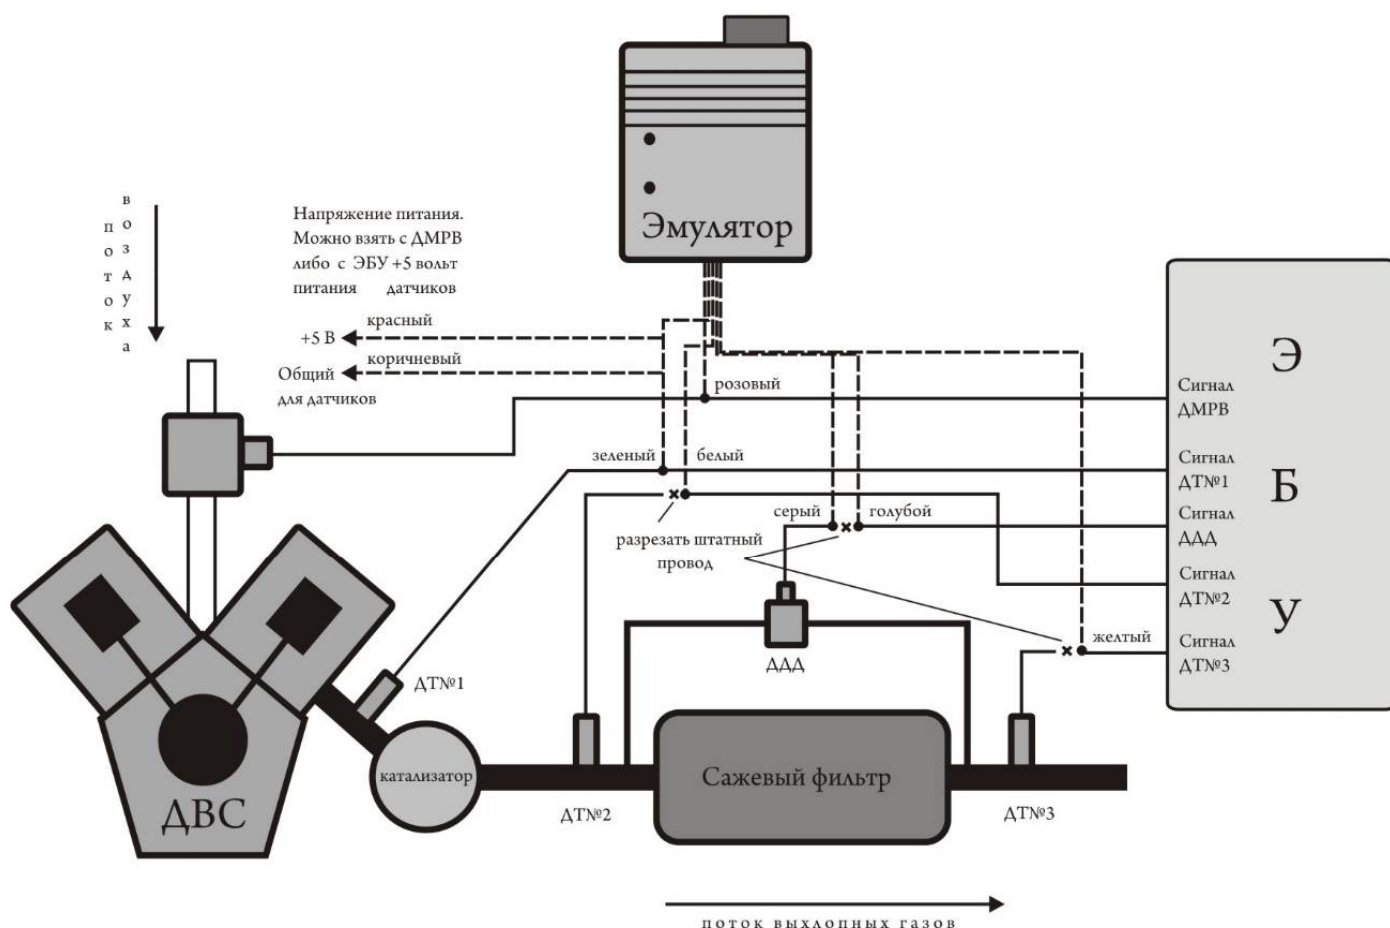 Эмулятор
поток
воздуха
Напряжение питания.
Можно взять с ДМРВ
либо с ЭБУ +5 вольт
питания датчиков
красный
+5 В
коричневый
Общий
для датчиков
розовый
Сигнал
ДМРВ
зеленый
белый
Сигнал
ДТ№1
серый
голубой
Сигнал
ДДД
разрезать штатный
провод
Сигнал
ДТ№2
желтый
Сигнал
ДТ№3
Э
Б
У
ДДД
ДТ№1
катализатор
Сажевый фильтр
ДВС
ДТ№2
ДТ№3
поток выхлопных газов